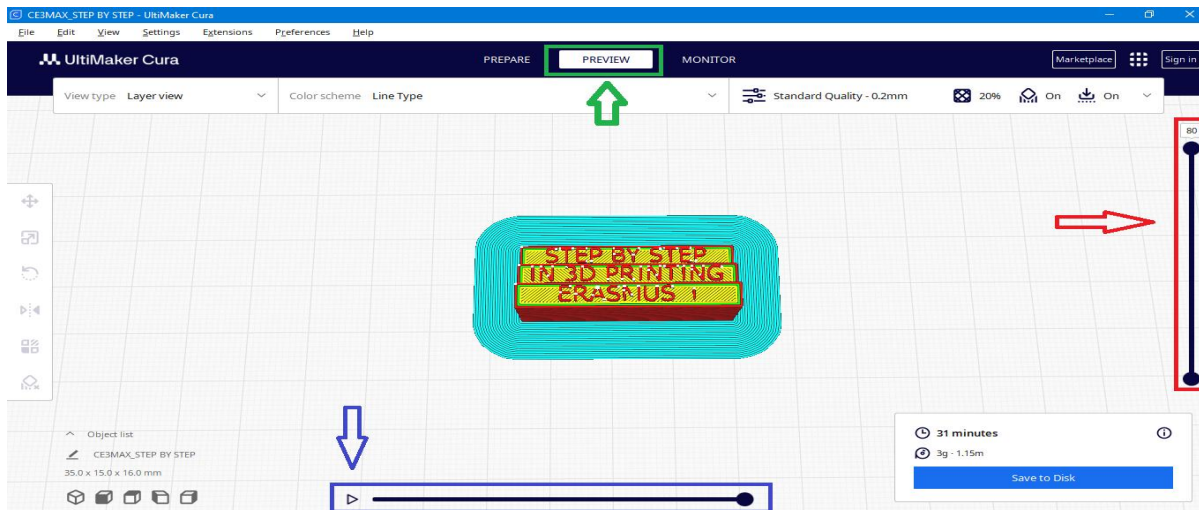 CE3MAX_STEP BY STEP - UltiMaker Cura
File Edit View Settings Extensions Preferences Help
UltiMaker Cura PREPARE PREVIEW MONITOR Marketplace Sign in
View type Layer view Color scheme Line Type Standard Quality - 0.2mm 20% On On
80
STEP BY STEP
IN 3D PRINTING
ERASMUS
Object list
CE3MAX_STEP BY STEP
35.0 x 15.0 x 16.0 mm
31 minutes
3g · 1.15m
Save to Disk